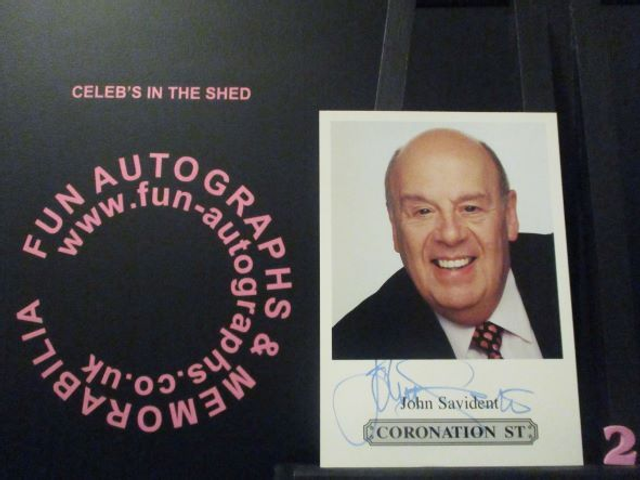 CELEB'S IN THE SHED
FUN AUTOGRAPHS & MEMORABILIA
www.fun-autographs.co.uk
John Savident
CORONATION ST
2